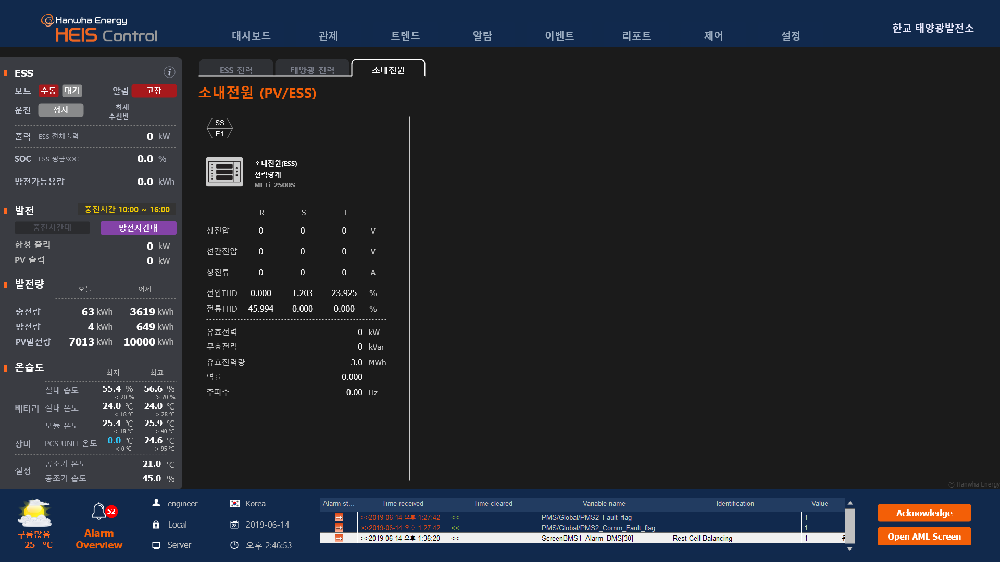 Hanwha Energy
HEIS Control
대시보드 관제 트렌드 알람 이벤트 리포트 제어 설정
한교 태양광발전소
ESS i
모드 수동 대기 알람 고장
운전 정지 화재
수신반
출력 ESS 전체출력 0 kW
SOC ESS 평균SOC 0.0 %
방전가능용량 0.0 kWh
발전 충전시간 10:00 ~ 16:00
충전시간대 방전시간대
합성 출력 0 kW
PV 출력 0 kW
발전량 오늘 어제
충전량 63 kWh 3619 kWh
방전량 4 kWh 649 kWh
PV발전량 7013 kWh 10000 kWh
온습도 최저 최고
실내 습도 55.4 % 56.6 %
< 20 % > 70 %
배터리 실내 온도 24.0 ℃ 24.0 ℃
< 18 ℃ > 28 ℃
모듈 온도 25.4 ℃ 25.9 ℃
< 18 ℃ > 40 ℃
장비 PCS UNIT 온도 0.0 ℃ 24.6 ℃
< 0 ℃ > 95 ℃
설정 공조기 온도 21.0 ℃
공조기 습도 45.0 %
ESS 전력 태양광 전력 소내전원
소내전원 (PV/ESS)
SS
E1
소내전원(ESS)
전력량계
METi-2500S
R S T
상전압 0 0 0 V
선간전압 0 0 0 V
상전류 0 0 0 A
전압THD 0.000 1.203 23.925 %
전류THD 45.994 0.000 0.000 %
유효전력 0 kW
무효전력 0 kVar
유효전력량 3.0 MWh
역률 0.000
주파수 0.00 Hz
© Hanwha Energy
구름많음
25 ℃
52
Alarm
Overview
engineer
Local
Server
Korea
28 2019-06-14
오후 2:46:53
Alarm st... Time received Time cleared Variable name Identification Value
>>2019-06-14 오후 1:27:42 << PMS/Global/PMS2_Fault_flag 1
>>2019-06-14 오후 1:27:42 << PMS/Global/PMS2_Comm_Fault_flag 1
>>2019-06-14 오후 1:36:20 << ScreenBMS1_Alarm_BMS[30] Rest Cell Balancing 1
Acknowledge
Open AML Screen